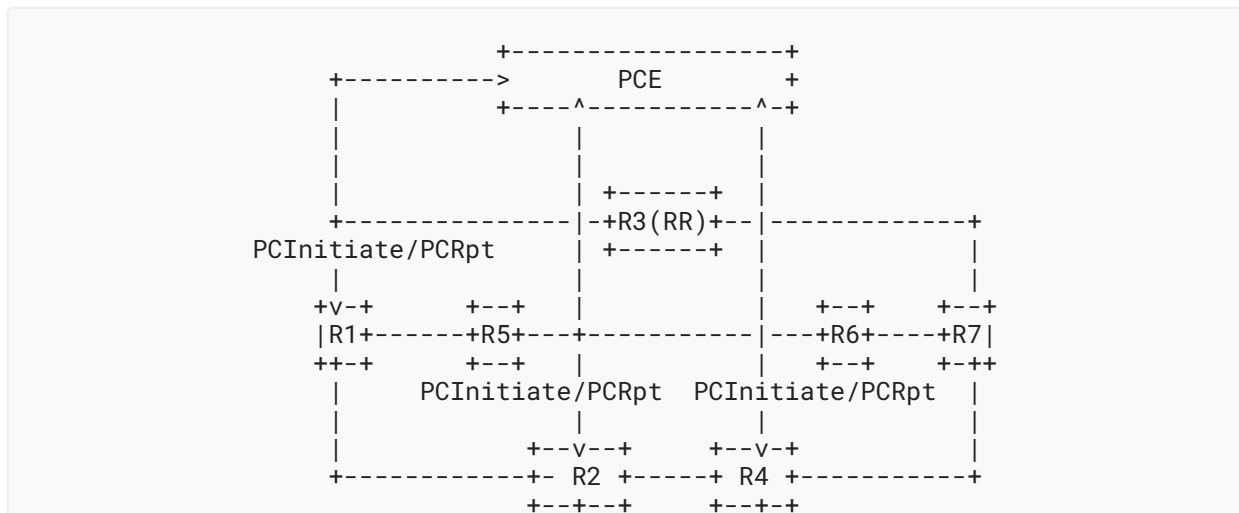 PCE
R3(RR)
PCInitiate/PCRpt
R1 R5 R6 R7
PCInitiate/PCRpt PCInitiate/PCRpt
R2 R4